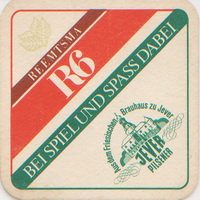 REEMTSMA
R6
BEI SPIEL UND SPASS DABEI
Aus dem Friesischen Brauhaus zu Jever
JEVER
PILSENER